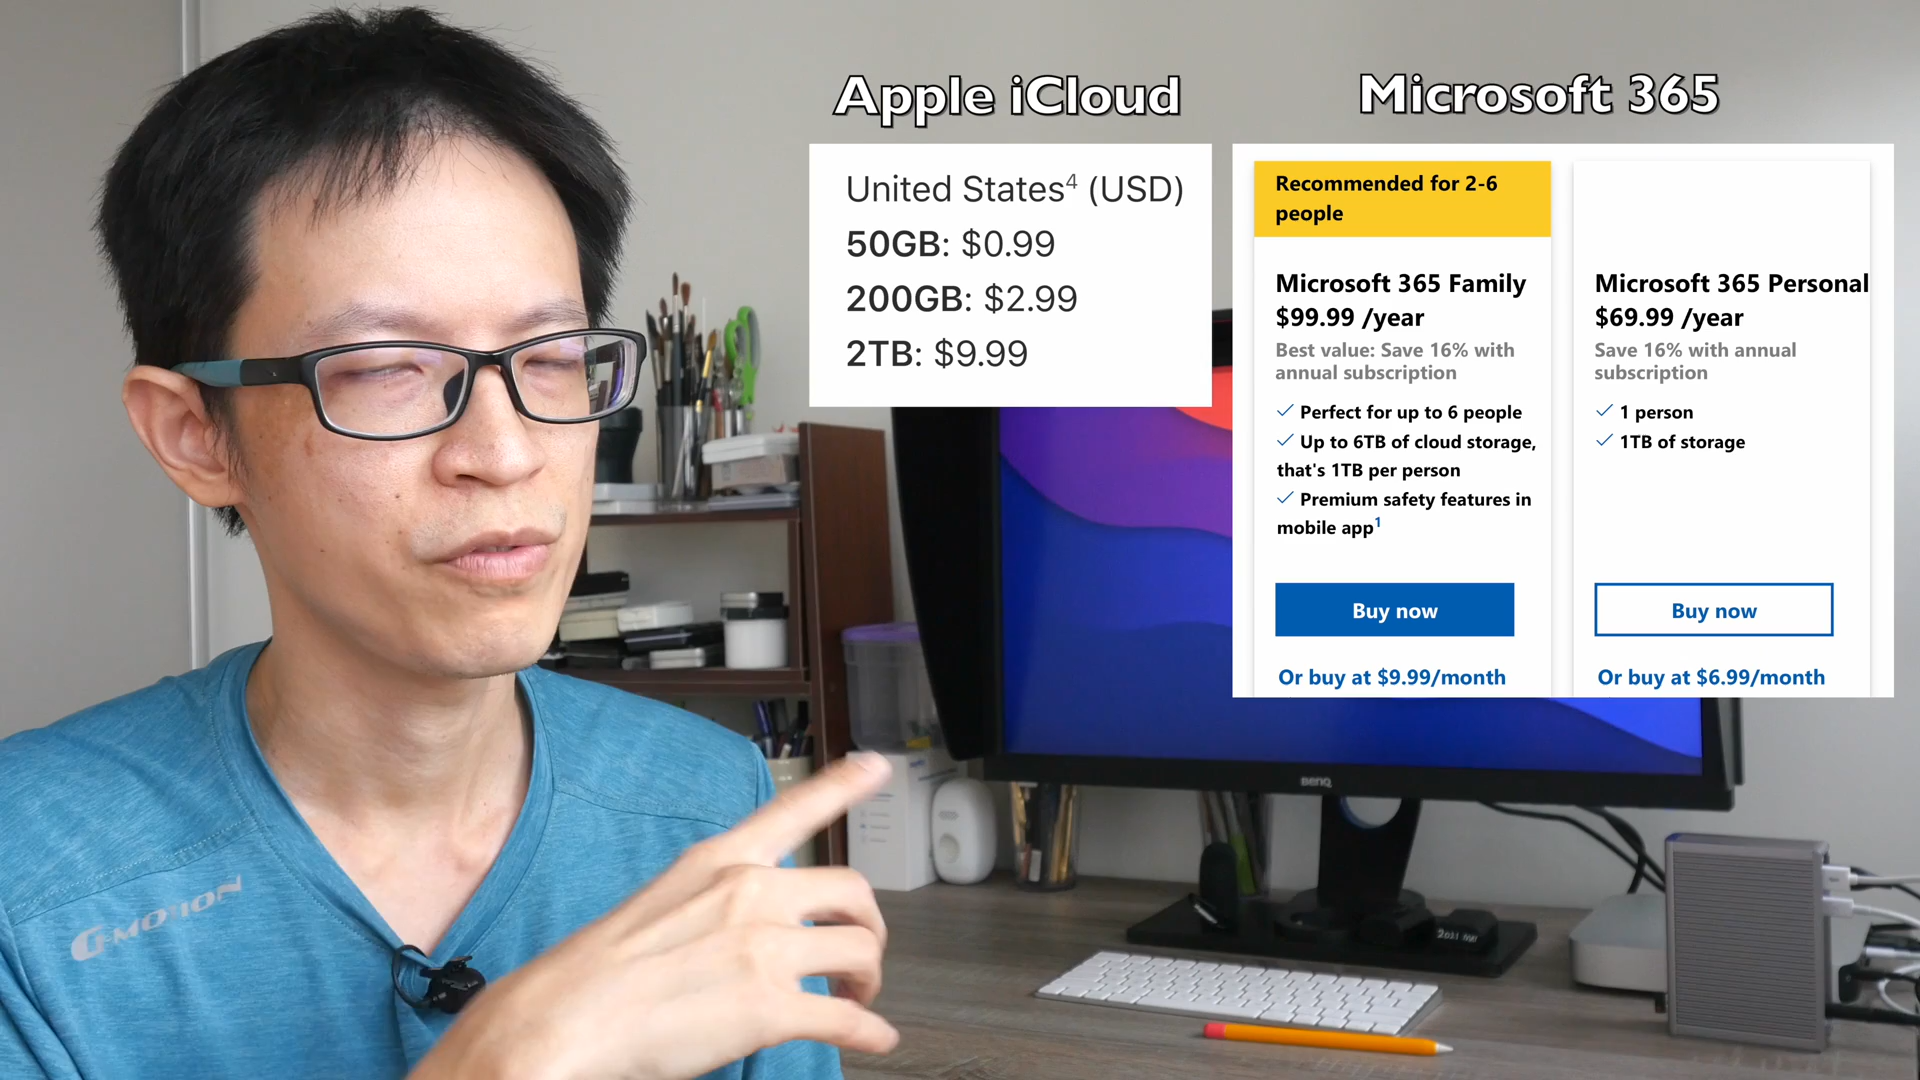 Apple iCloud
United States⁴ (USD)
50GB: $0.99
200GB: $2.99
2TB: $9.99
Microsoft 365
Recommended for 2-6
people
Microsoft 365 Family
$99.99 /year
Best value: Save 16% with
annual subscription
Perfect for up to 6 people
Up to 6TB of cloud storage,
that's 1TB per person
Premium safety features in
mobile app¹
Buy now
Or buy at $9.99/month
Microsoft 365 Personal
$69.99 /year
Save 16% with annual
subscription
1 person
1TB of storage
Buy now
Or buy at $6.99/month
BenQ
G-MOTION